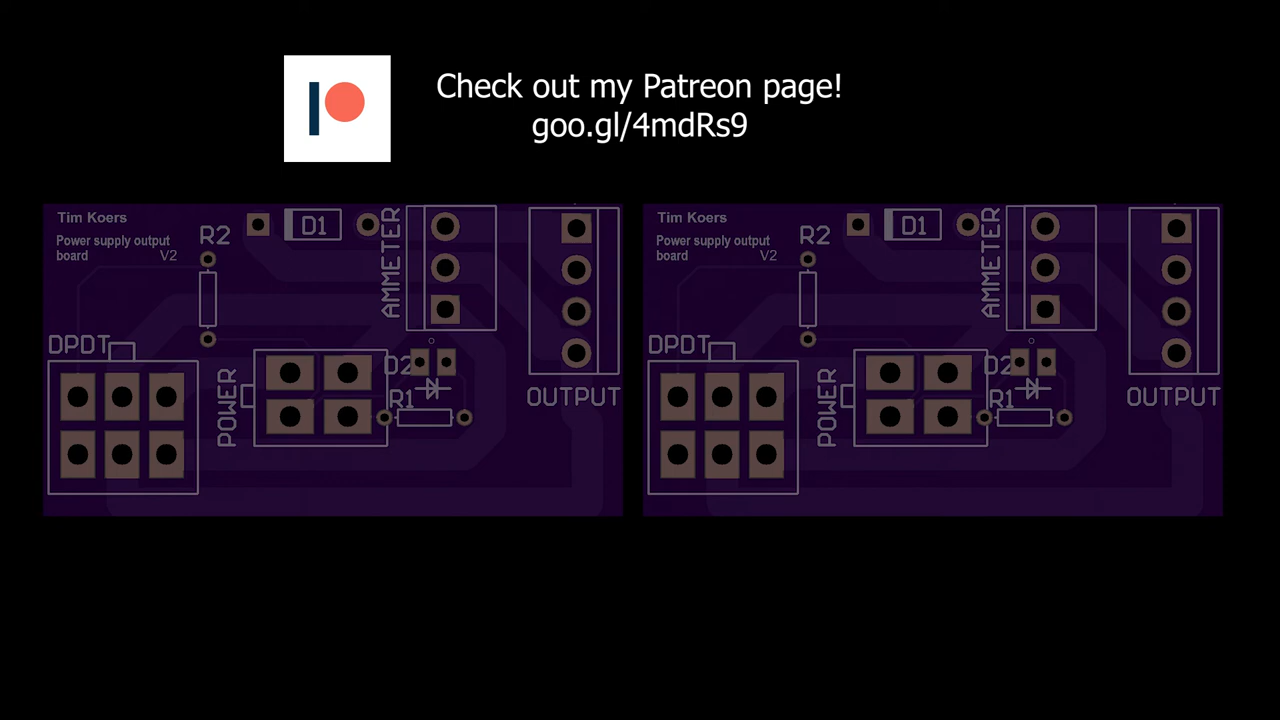 Check out my Patreon page!
goo.gl/4mdRs9
Tim Koers
Power supply output
board V2
R2
D1
AMMETER
DPDT
POWER
D2
R1
OUTPUT
Tim Koers
Power supply output
board V2
R2
D1
AMMETER
DPDT
POWER
D2
R1
OUTPUT